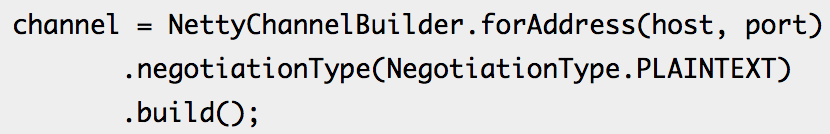 channel = NettyChannelBuilder.forAddress(host, port)
.negotiationType(NegotiationType.PLAINTEXT)
.build();